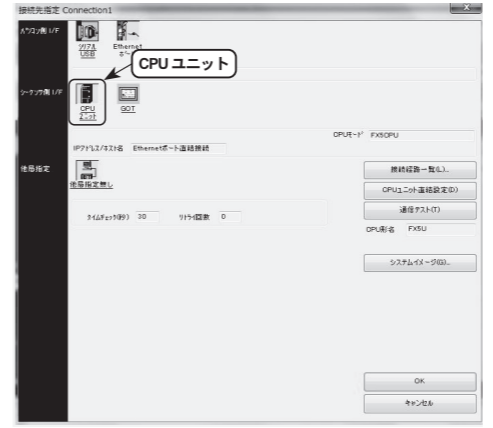 接続先指定 Connection1
パソコン側 I/F
シリアル
USB
Ethernet
ポート
CPU ユニット
シーケンサ側 I/F
CPU
ユニット
GOT
CPUモード FX5CPU
IPアドレス/ホスト名 Ethernetポート直結接続
他局指定
他局指定無し
接続経路一覧(L)...
CPUユニット直結設定(D)
通信テスト(T)
タイムチェック(秒) 30 リトライ回数 0
CPU形名 FX5U
システムイメージ(G)...
OK
キャンセル